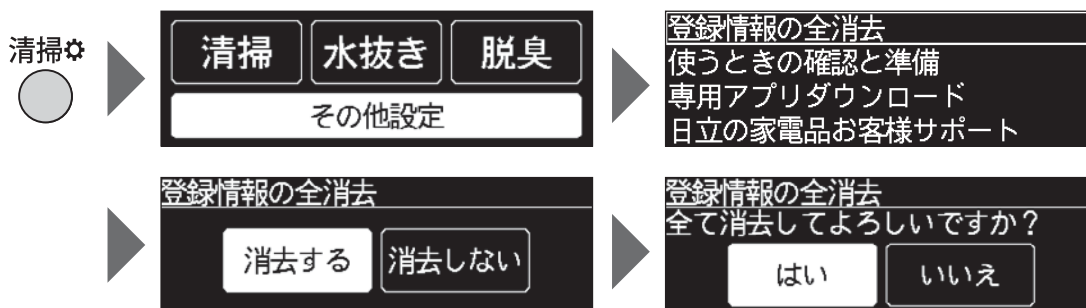 清掃⚙
清掃 水抜き 脱臭
その他設定
登録情報の全消去
使うときの確認と準備
専用アプリダウンロード
日立の家電品お客様サポート
登録情報の全消去
消去する 消去しない
登録情報の全消去
全て消去してよろしいですか？
はい いいえ